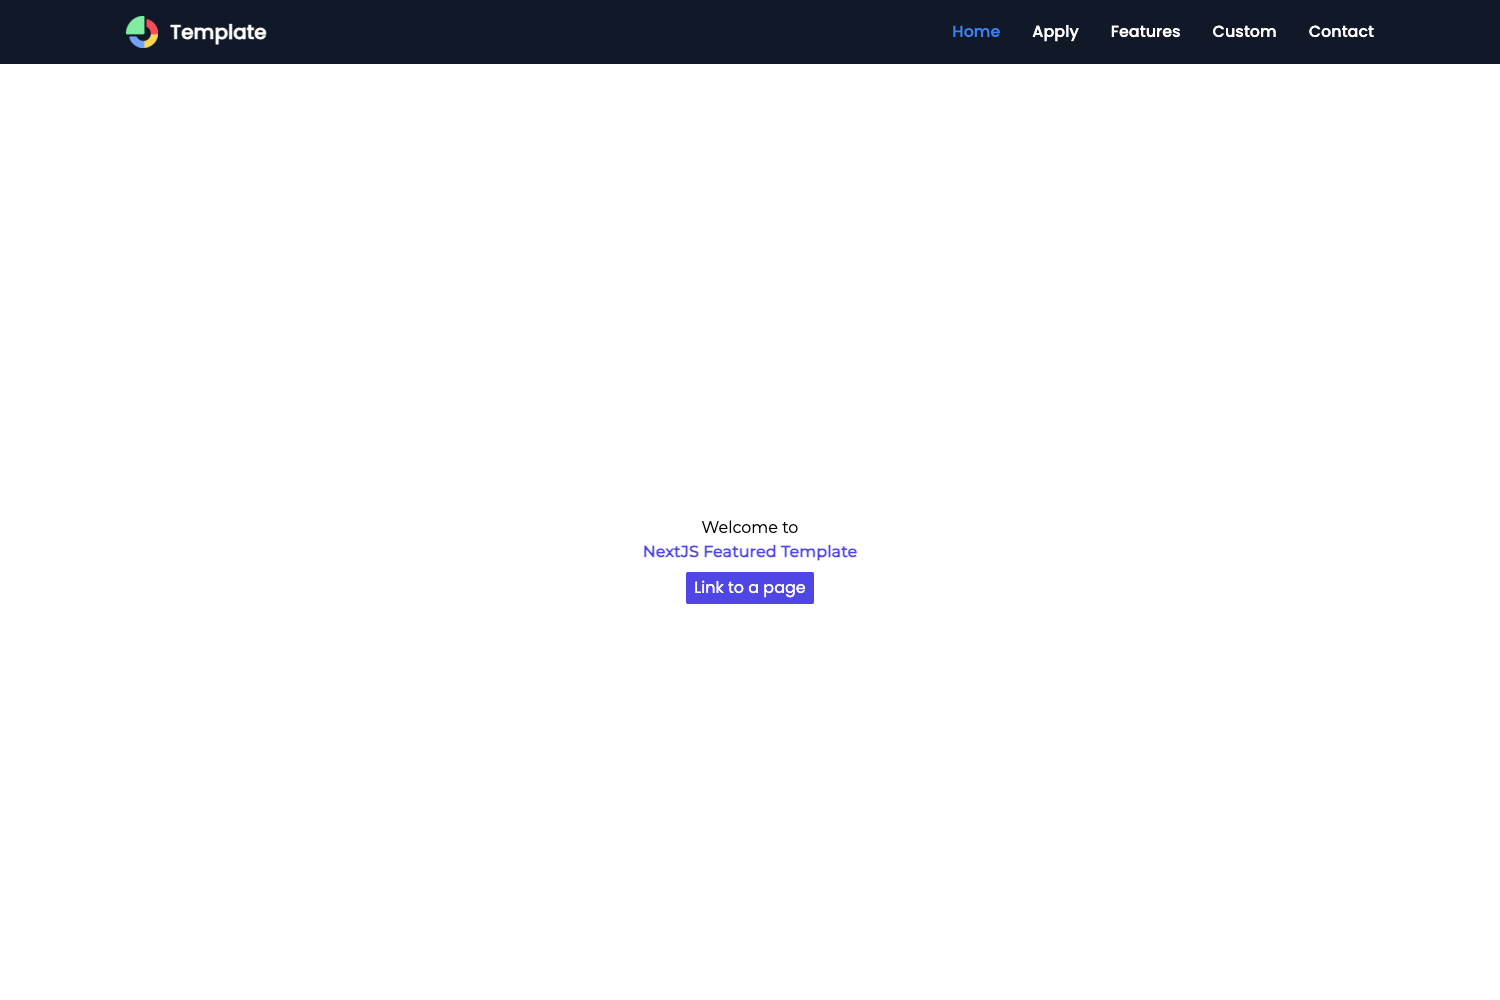 Template
Home Apply Features Custom Contact
Welcome to
NextJS Featured Template
Link to a page